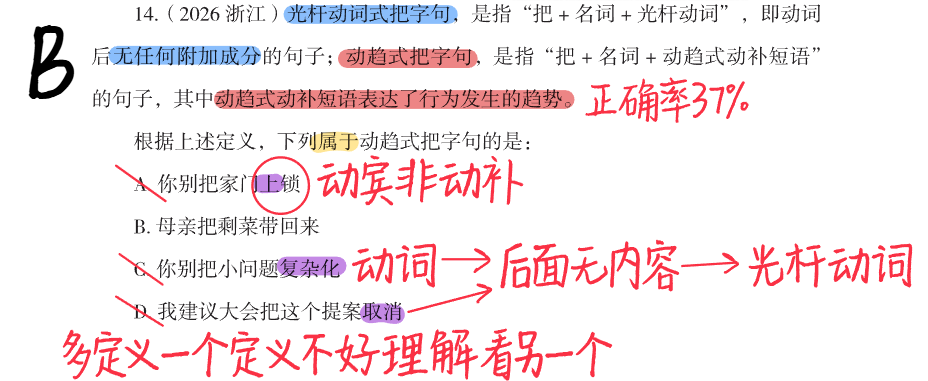 14.（2026 浙江）光杆动词式把字句，是指“把 + 名词 + 光杆动词”，即动词
B
后无任何附加成分的句子；动趋式把字句，是指“把 + 名词 + 动趋式动补短语”
的句子，其中动趋式动补短语表达了行为发生的趋势。 正确率37%
根据上述定义，下列属于动趋式把字句的是：
A. 你别把家门上锁 动宾非动补
B. 母亲把剩菜带回来
C. 你别把小问题复杂化 动词→后面无内容→光杆动词
D. 我建议大会把这个提案取消
多定义一个定义不好理解看另一个